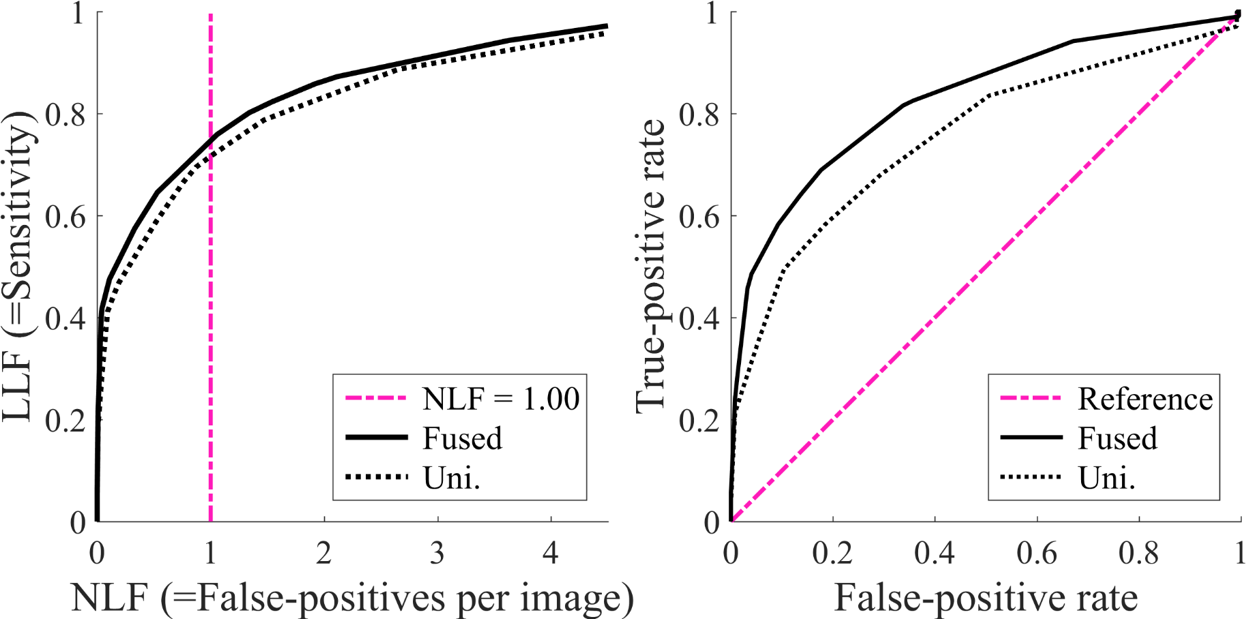 LLF (=Sensitivity)
1
0.8
0.6
0.4
0.2
0
0
1
2
3
4
NLF (=False-positives per image)
NLF = 1.00
Fused
Uni.
True-positive rate
1
0.8
0.6
0.4
0.2
0
0
0.2
0.4
0.6
0.8
1
False-positive rate
Reference
Fused
Uni.